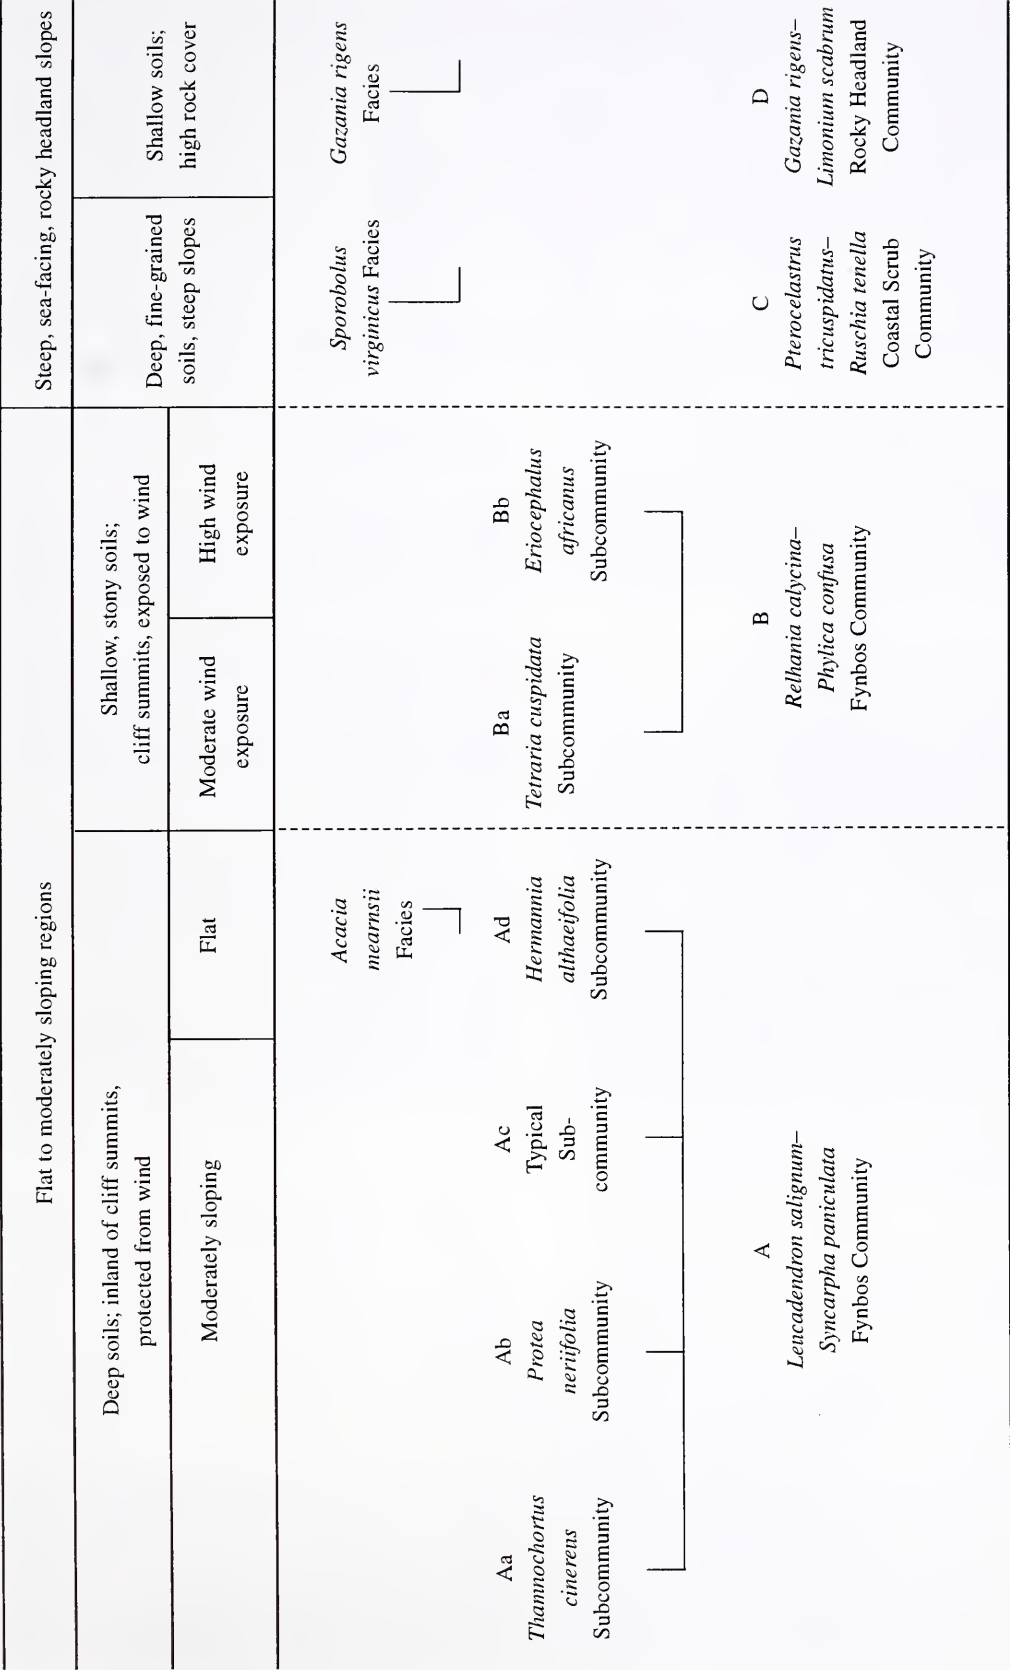 Flat to moderately sloping regions
Steep, sea-facing, rocky headland slopes
Deep soils; inland of cliff summits,
protected from wind
Shallow, stony soils;
cliff summits, exposed to wind
Deep, fine-grained
soils, steep slopes
Shallow soils;
high rock cover
Moderately sloping
Flat
Moderate wind
exposure
High wind
exposure
Acacia
mearnsii
Facies
Sporobolus
virginicus Facies
Gazania rigens
Facies
Aa
Thamnochortus
cinereus
Subcommunity
Ab
Protea
neriifolia
Subcommunity
Ac
Typical
Sub-
community
Ad
Hermannia
althaeifolia
Subcommunity
Ba
Tetraria cuspidata
Subcommunity
Bb
Eriocephalus
africanus
Subcommunity
A
Leucadendron salignum–
Syncarpha paniculata
Fynbos Community
B
Relhania calycina–
Phylica confusa
Fynbos Community
C
Pterocelastrus
tricuspidatus–
Ruschia tenella
Coastal Scrub
Community
D
Gazania rigens–
Limonium scabrum
Rocky Headland
Community